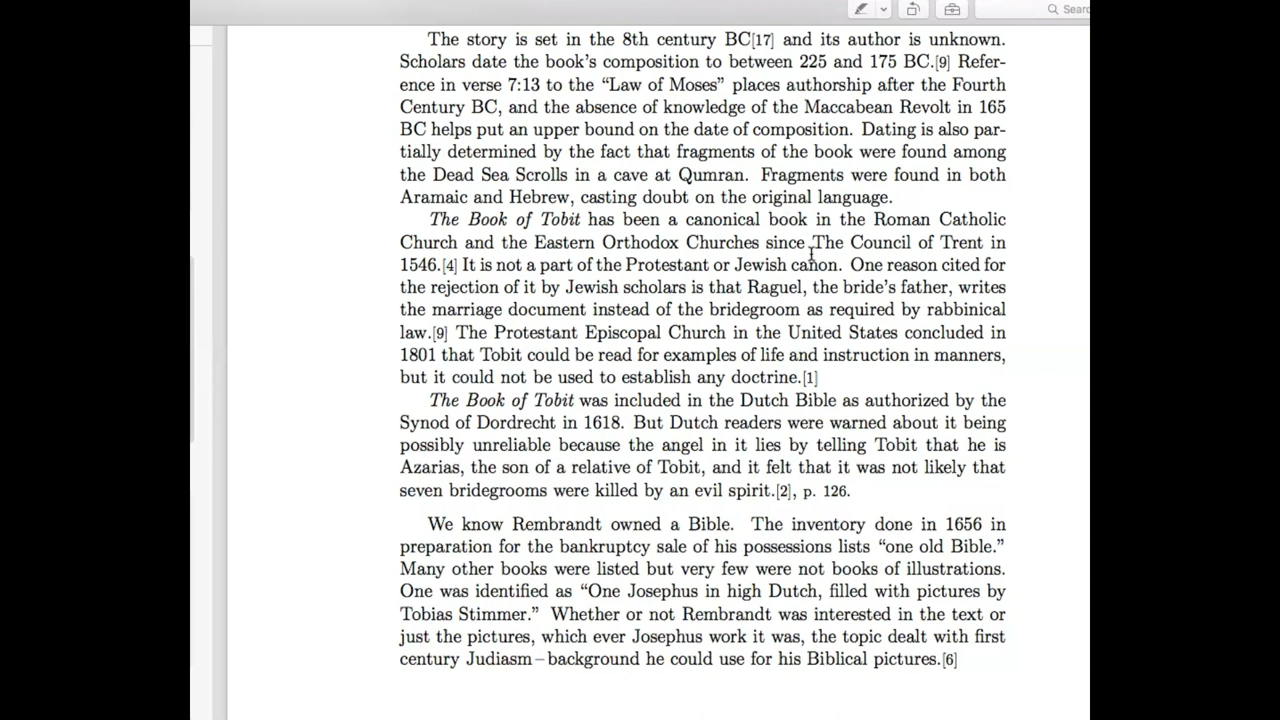 Sear
The story is set in the 8th century BC[17] and its author is unknown.
Scholars date the book's composition to between 225 and 175 BC.[9] Refer-
ence in verse 7:13 to the “Law of Moses” places authorship after the Fourth
Century BC, and the absence of knowledge of the Maccabean Revolt in 165
BC helps put an upper bound on the date of composition. Dating is also par-
tially determined by the fact that fragments of the book were found among
the Dead Sea Scrolls in a cave at Qumran. Fragments were found in both
Aramaic and Hebrew, casting doubt on the original language.
The Book of Tobit has been a canonical book in the Roman Catholic
Church and the Eastern Orthodox Churches since The Council of Trent in
1546.[4] It is not a part of the Protestant or Jewish canon. One reason cited for
the rejection of it by Jewish scholars is that Raguel, the bride's father, writes
the marriage document instead of the bridegroom as required by rabbinical
law.[9] The Protestant Episcopal Church in the United States concluded in
1801 that Tobit could be read for examples of life and instruction in manners,
but it could not be used to establish any doctrine.[1]
The Book of Tobit was included in the Dutch Bible as authorized by the
Synod of Dordrecht in 1618. But Dutch readers were warned about it being
possibly unreliable because the angel in it lies by telling Tobit that he is
Azarias, the son of a relative of Tobit, and it felt that it was not likely that
seven bridegrooms were killed by an evil spirit.[2], p. 126.
We know Rembrandt owned a Bible. The inventory done in 1656 in
preparation for the bankruptcy sale of his possessions lists “one old Bible.”
Many other books were listed but very few were not books of illustrations.
One was identified as “One Josephus in high Dutch, filled with pictures by
Tobias Stimmer.” Whether or not Rembrandt was interested in the text or
just the pictures, which ever Josephus work it was, the topic dealt with first
century Judiasm–background he could use for his Biblical pictures.[6]